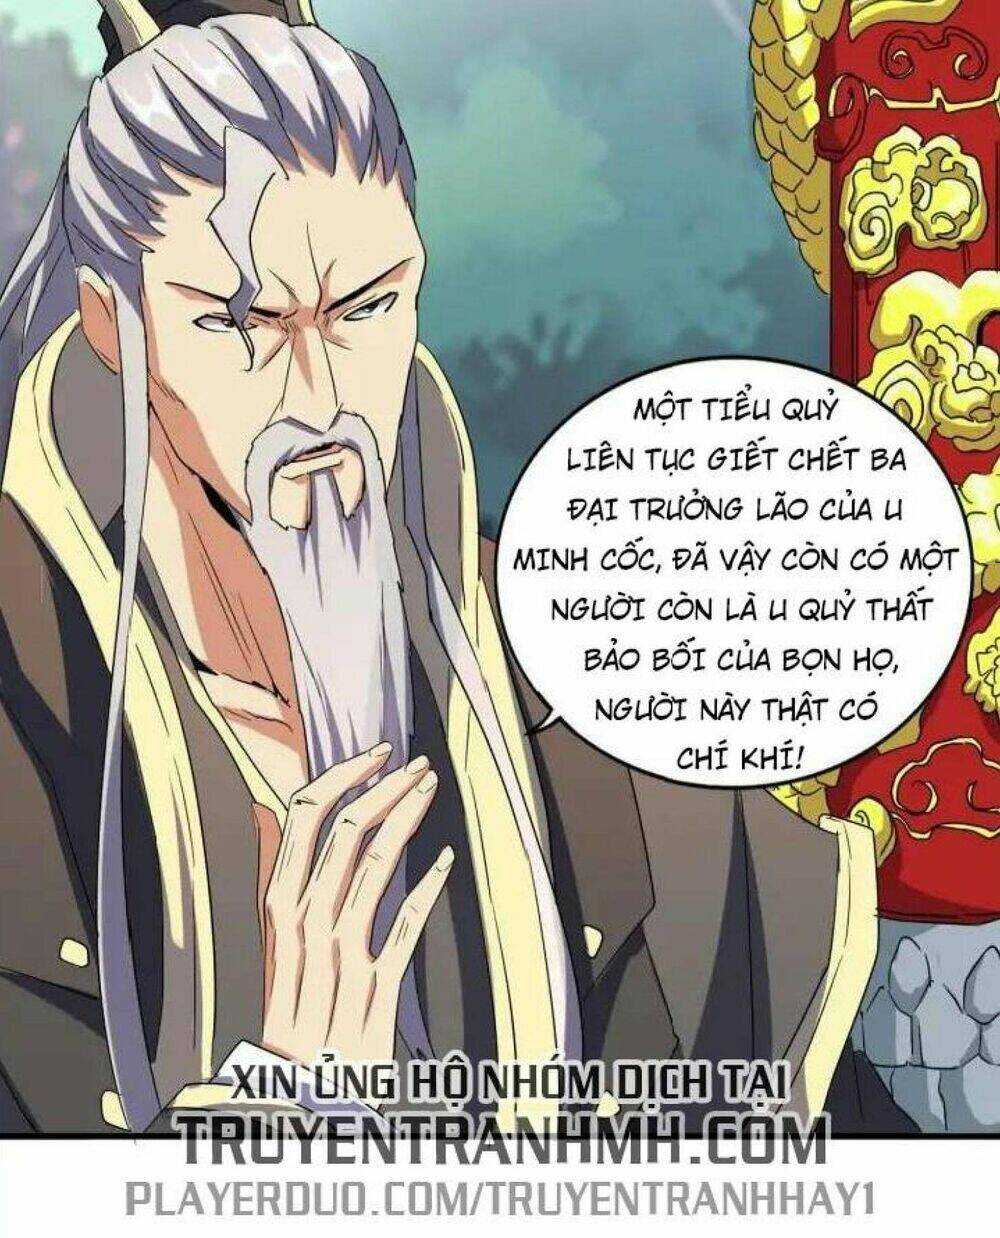 MỘT TIỂU QUỶ
LIÊN TỤC GIẾT CHẾT BA
ĐẠI TRƯỞNG LÃO CỦA U
MINH CỐC, ĐÃ VẬY CÒN CÓ MỘT
NGƯỜI CÒN LÀ U QUỶ THẤT
BẢO BỐI CỦA BỌN HỌ,
NGƯỜI NÀY THẬT CÓ
CHÍ KHÍ!
XIN ỦNG HỘ NHÓM DỊCH TẠI
TRUYENTRANHMH.COM
PLAYERDUO.COM/TRUYENTRANHHAY1